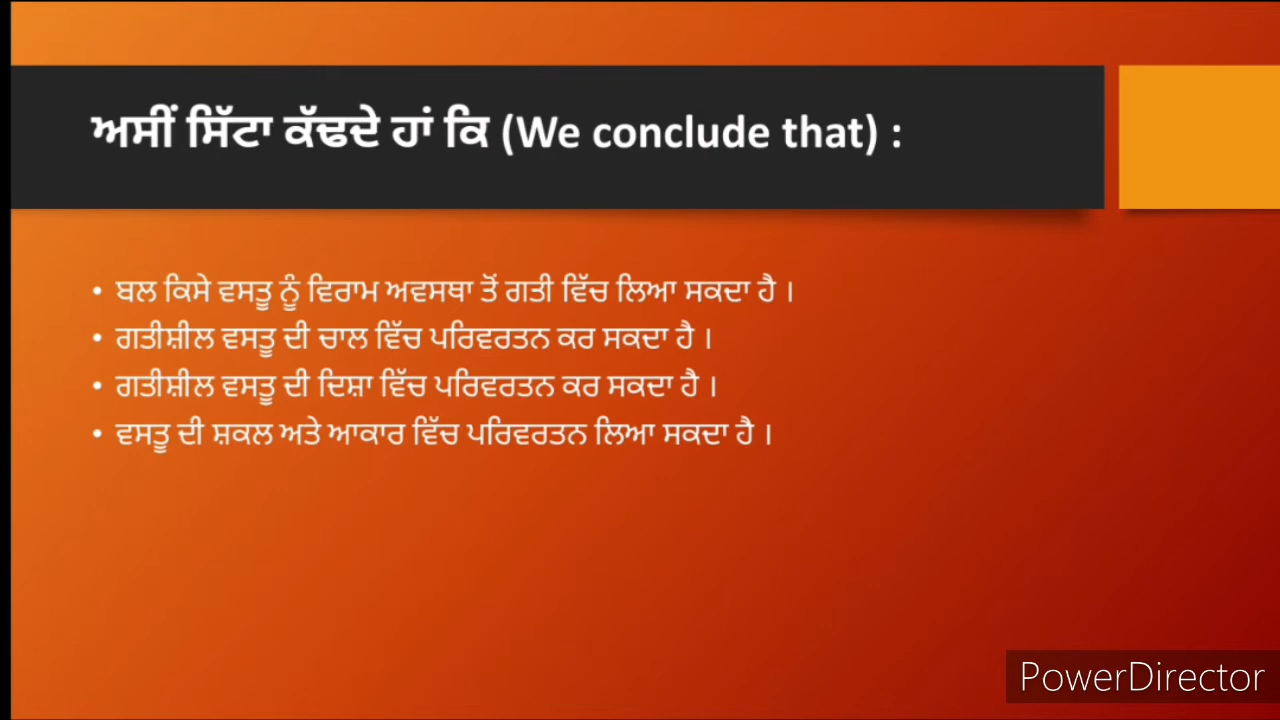 ਅਸੀਂ ਸਿੱਟਾ ਕੱਢਦੇ ਹਾਂ ਕਿ (We conclude that) :
• ਬਲ ਕਿਸੇ ਵਸਤੂ ਨੂੰ ਵਿਰਾਮ ਅਵਸਥਾ ਤੋਂ ਗਤੀ ਵਿੱਚ ਲਿਆ ਸਕਦਾ ਹੈ ।
• ਗਤੀਸ਼ੀਲ ਵਸਤੂ ਦੀ ਚਾਲ ਵਿੱਚ ਪਰਿਵਰਤਨ ਕਰ ਸਕਦਾ ਹੈ ।
• ਗਤੀਸ਼ੀਲ ਵਸਤੂ ਦੀ ਦਿਸ਼ਾ ਵਿੱਚ ਪਰਿਵਰਤਨ ਕਰ ਸਕਦਾ ਹੈ ।
• ਵਸਤੂ ਦੀ ਸ਼ਕਲ ਅਤੇ ਆਕਾਰ ਵਿੱਚ ਪਰਿਵਰਤਨ ਲਿਆ ਸਕਦਾ ਹੈ ।
PowerDirector